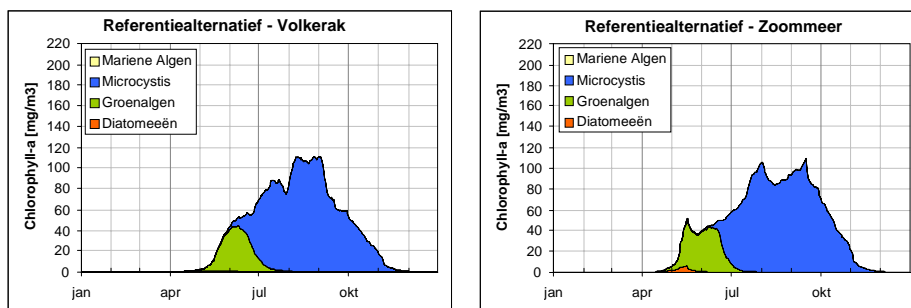 Referentiealternatief - Volkerak
Chlorophyll-a [mg/m3]
220
200
180
160
140
120
100
80
60
40
20
0
Mariene Algen
Microcystis
Groenalgen
Diatomeeën
jan apr jul okt
Referentiealternatief - Zoommeer
Chlorophyll-a [mg/m3]
220
200
180
160
140
120
100
80
60
40
20
0
Mariene Algen
Microcystis
Groenalgen
Diatomeeën
jan apr jul okt